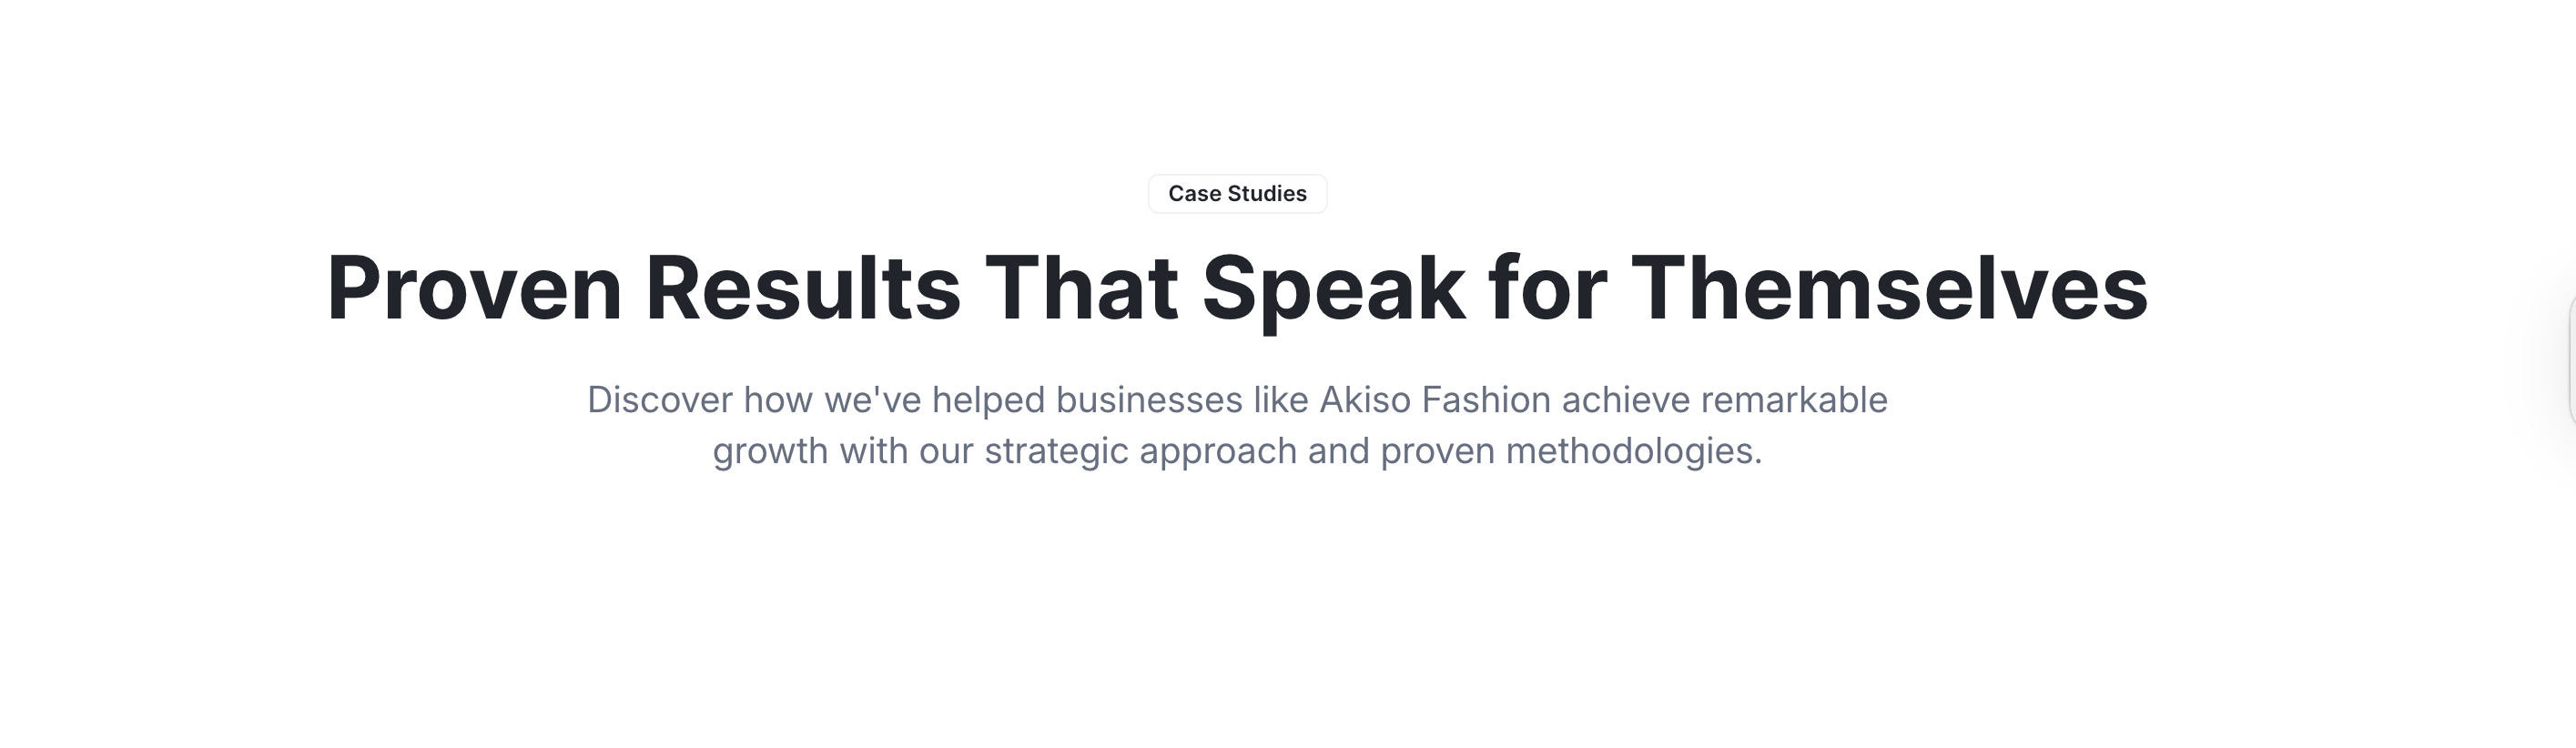 Case Studies
Proven Results That Speak for Themselves
Discover how we've helped businesses like Akiso Fashion achieve remarkable
growth with our strategic approach and proven methodologies.